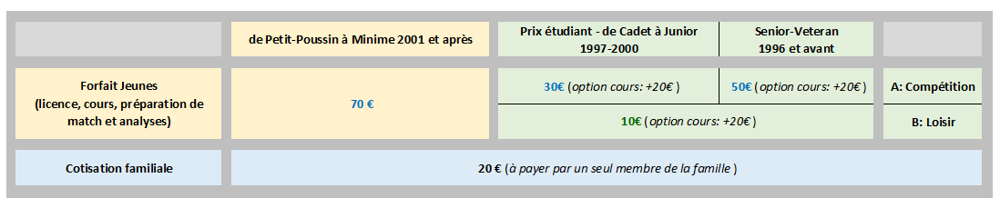 de Petit-Poussin à Minime 2001 et après
Prix étudiant - de Cadet à Junior
1997-2000
Senior-Veteran
1996 et avant
Forfait Jeunes
(licence, cours, préparation de
match et analyses)
70 €
30€ (option cours: +20€ )
50€ (option cours: +20€ )
A: Compétition
10€ ( option cours: +20€ )
B: Loisir
Cotisation familiale
20 € (à payer par un seul membre de la famille )